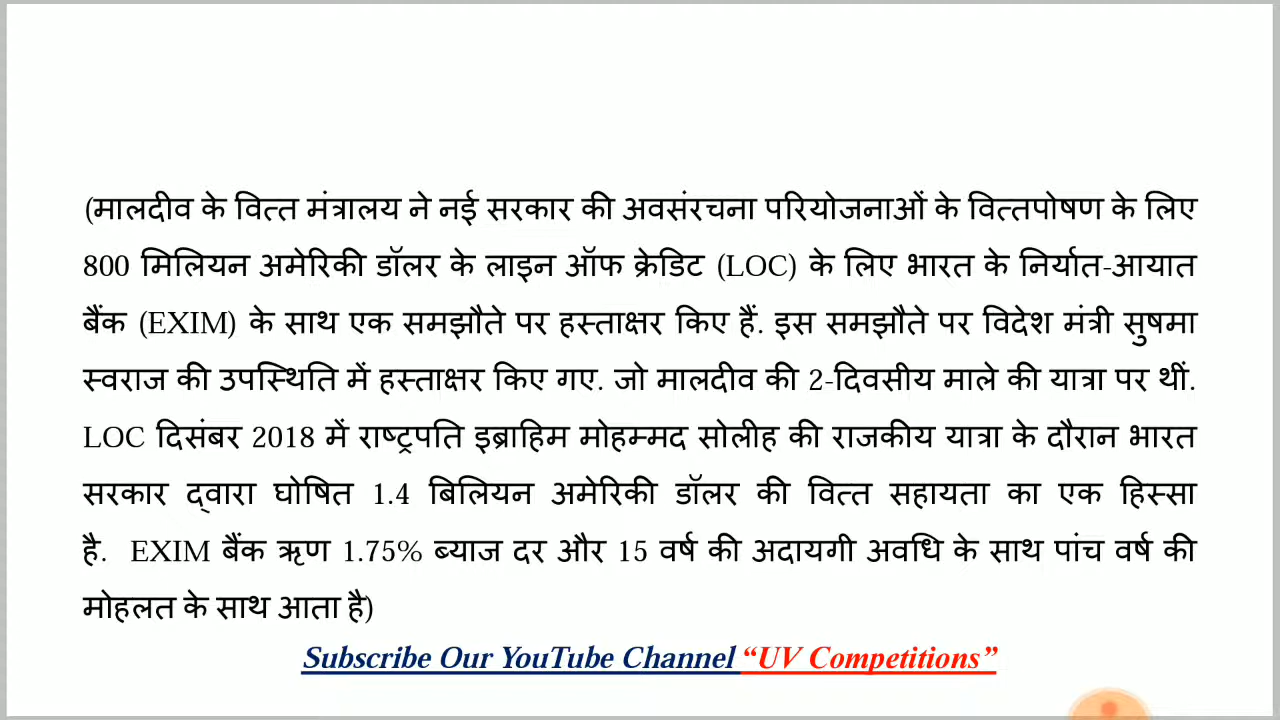 (मालदीव के वित्त मंत्रालय ने नई सरकार की अवसंरचना परियोजनाओं के वित्तपोषण के लिए
800 मिलियन अमेरिकी डॉलर के लाइन ऑफ क्रेडिट (LOC) के लिए भारत के निर्यात-आयात
बैंक (EXIM) के साथ एक समझौते पर हस्ताक्षर किए हैं. इस समझौते पर विदेश मंत्री सुषमा
स्वराज की उपस्थिति में हस्ताक्षर किए गए. जो मालदीव की 2-दिवसीय माले की यात्रा पर थीं.
LOC दिसंबर 2018 में राष्ट्रपति इब्राहिम मोहम्मद सोलीह की राजकीय यात्रा के दौरान भारत
सरकार द्वारा घोषित 1.4 बिलियन अमेरिकी डॉलर की वित्त सहायता का एक हिस्सा
है. EXIM बैंक ऋण 1.75% ब्याज दर और 15 वर्ष की अदायगी अवधि के साथ पांच वर्ष की
मोहलत के साथ आता है)
Subscribe Our YouTube Channel “UV Competitions”